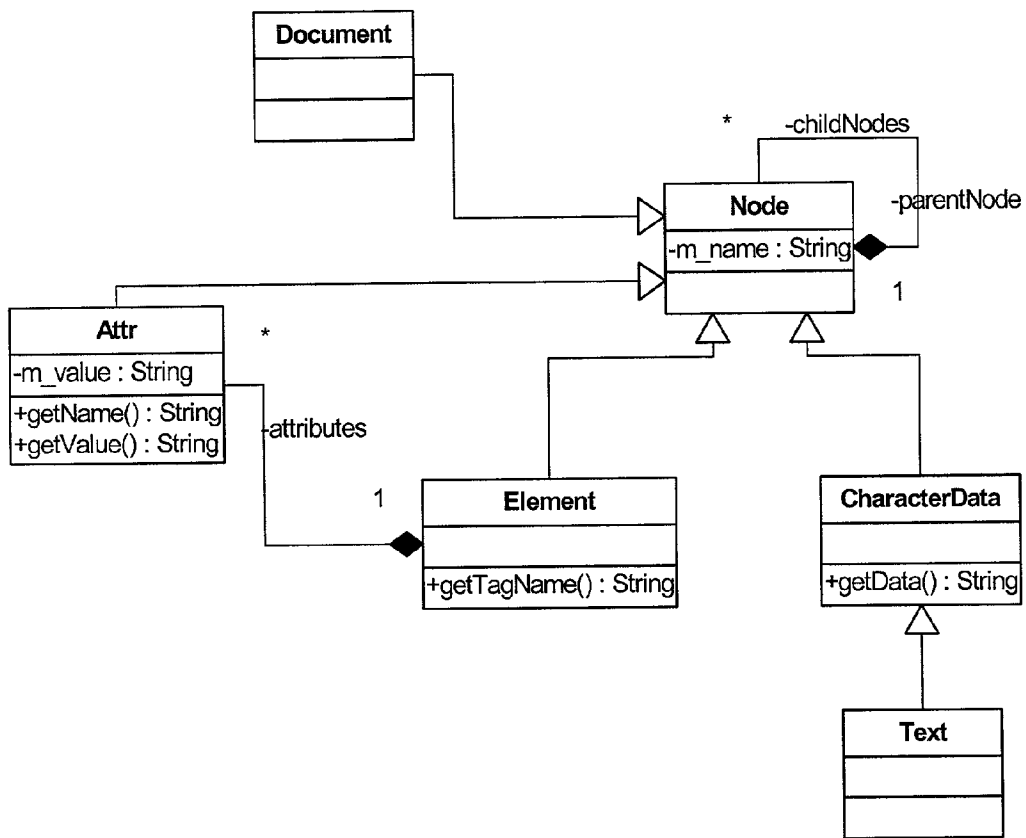 Document
*
-childNodes
Node
-parentNode
-m_name : String
1
Attr
*
-m_value : String
+getName() : String
-attributes
+getValue() : String
1
Element
CharacterData
+getTagName() : String
+getData() : String
Text